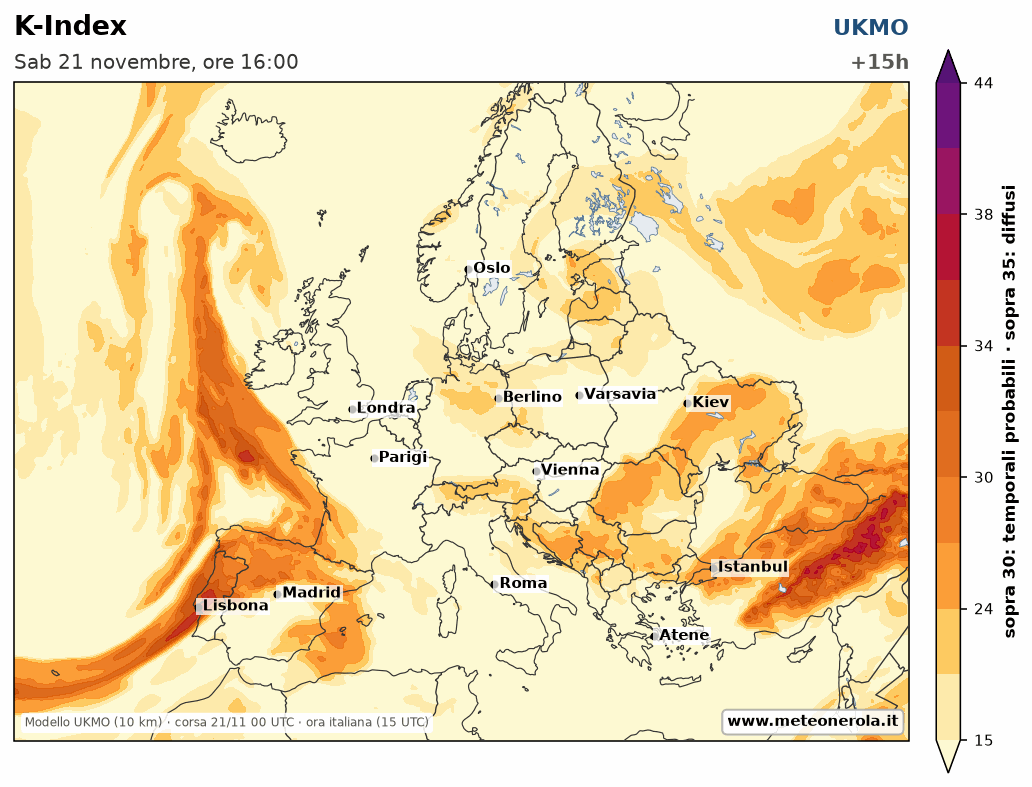 K-Index
UKMO
Sab 21 novembre, ore 16:00
+15h
44
38
34
30
24
15
sopra 30: temporali probabili · sopra 35: diffusi
Oslo
Londra
Berlino
Varsavia
Kiev
Parigi
Vienna
Istanbul
Roma
Madrid
Lisbona
Atene
Modello UKMO (10 km) · corsa 21/11 00 UTC · ora italiana (15 UTC)
www.meteonerola.it